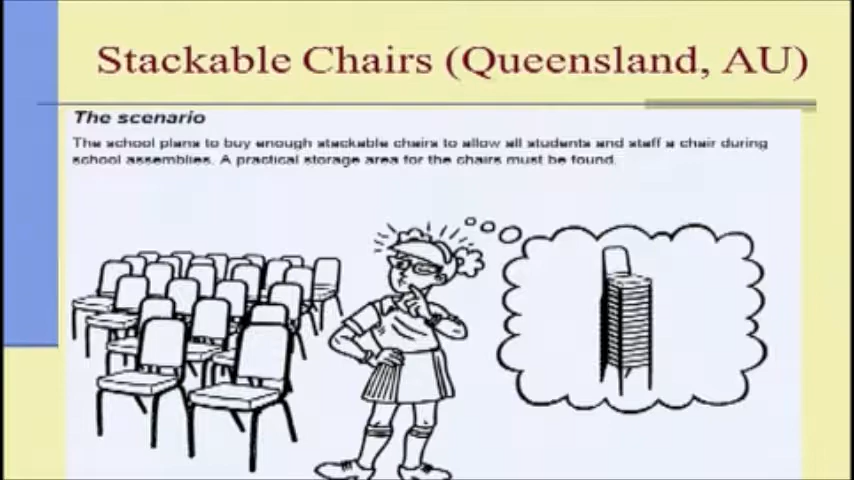 Stackable Chairs (Queensland, AU)
The scenario
The school plans to buy enough stackable chairs to allow all students and staff a chair during
school assemblies. A practical storage area for the chairs must be found.